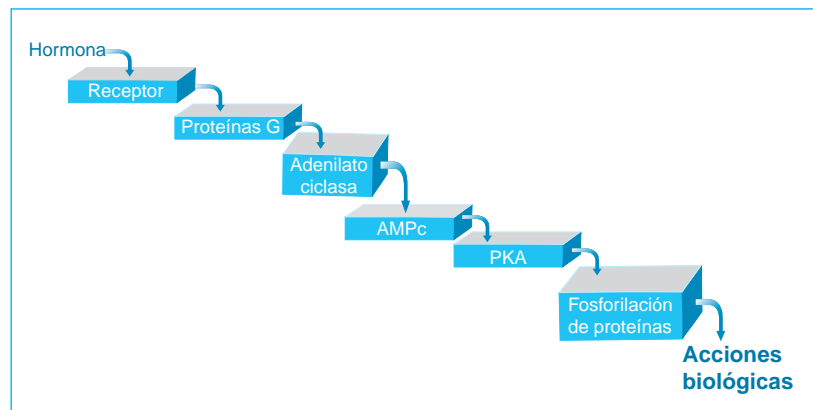 Hormona
Receptor
Proteínas G
Adenilato
ciclasa
AMPc
PKA
Fosforilación
de proteínas
Acciones
biológicas